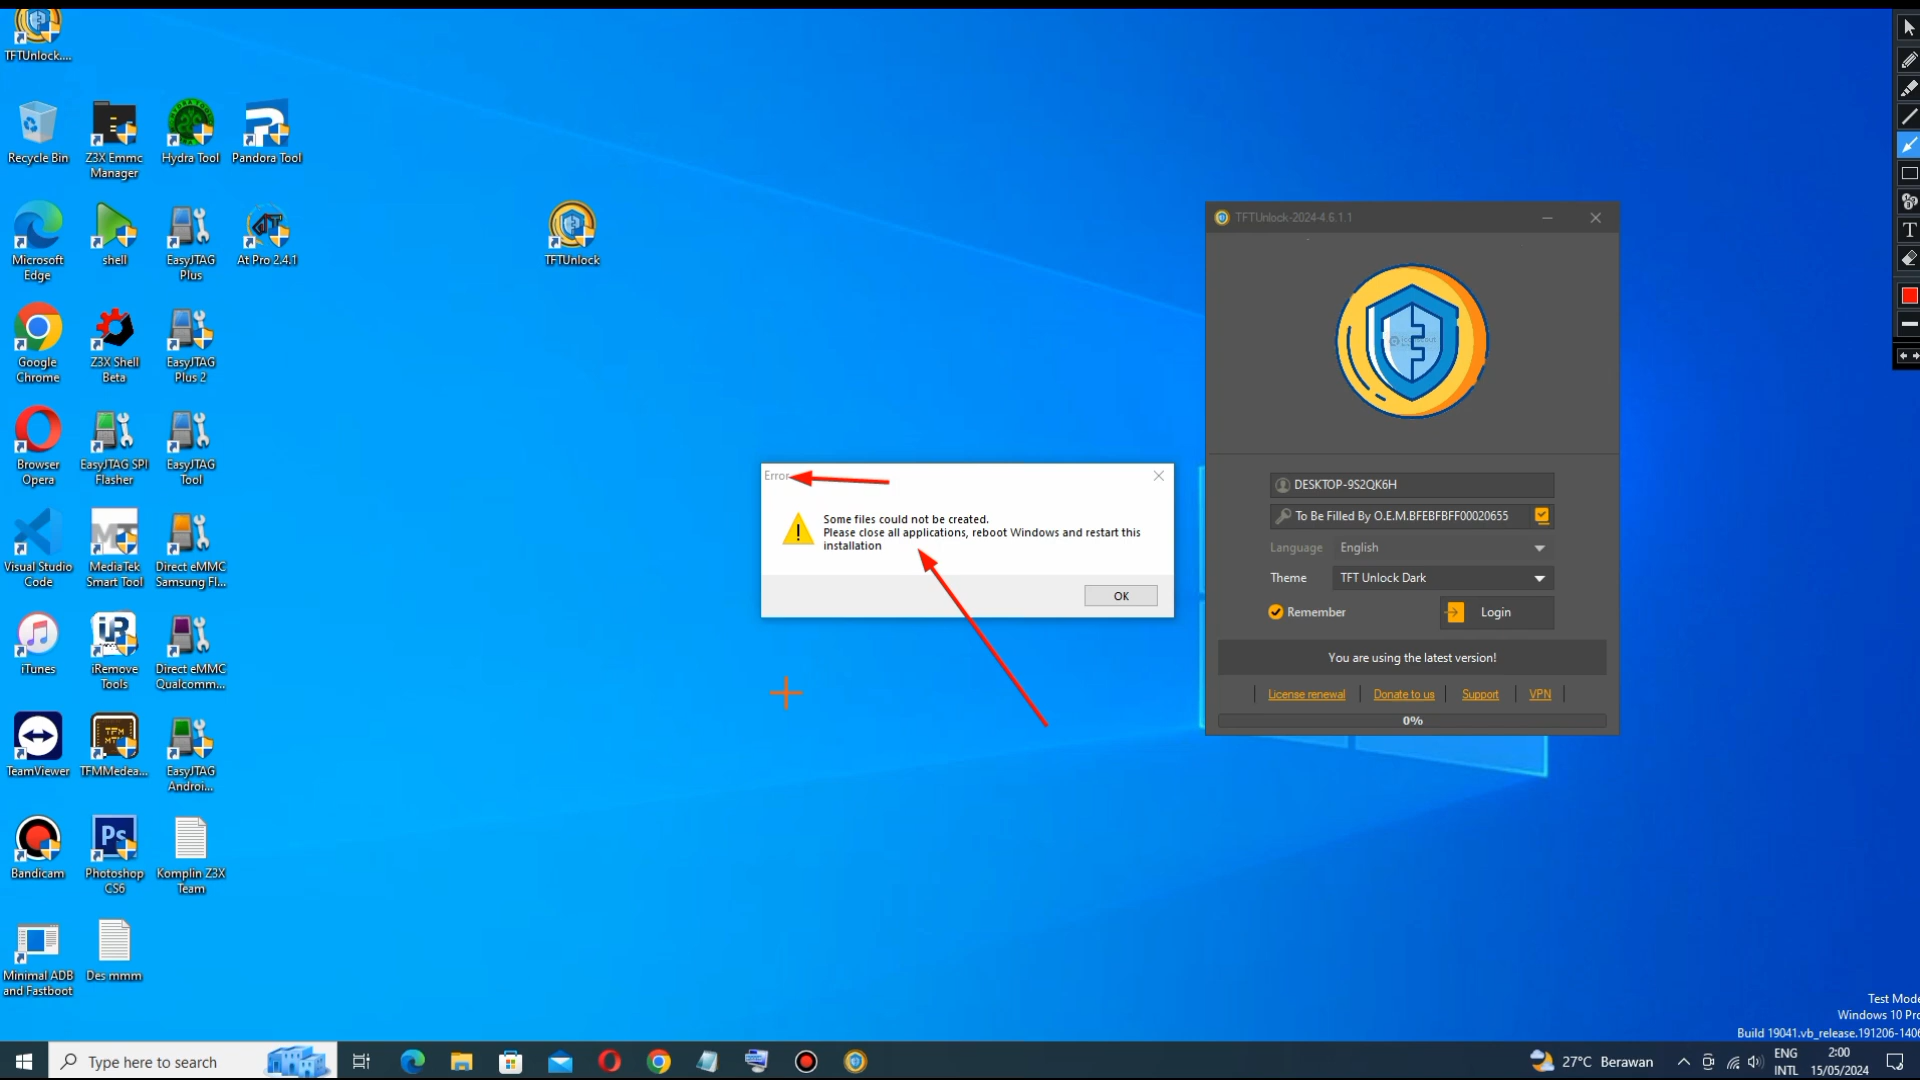 TFTUnlock....
Recycle Bin
Z3X Emmc
Manager
Hydra Tool
Pandora Tool
Microsoft
Edge
shell
EasyJTAG
Plus
At Pro 2.4.1
TFTUnlock
Google
Chrome
Z3X Shell
Beta
EasyJTAG
Plus 2
Browser
Opera
EasyJTAG SPI
Flasher
EasyJTAG
Tool
Visual Studio
Code
MediaTek
Smart Tool
Direct eMMC
Samsung Fl...
iTunes
iRemove
Tools
Direct eMMC
Qualcomm...
TeamViewer
TFMMedea...
EasyJTAG
Androi...
Bandicam
Photoshop
CS6
Komplin Z3X
Team
Minimal ADB
and Fastboot
Des mmm
Error
Some files could not be created.
Please close all applications, reboot Windows and restart this
installation
OK
TFTUnlock-2024-4.6.1.1
DESKTOP-9S2QK6H
To Be Filled By O.E.M.BFEBFBFF00020655
Language English
Theme TFT Unlock Dark
Remember
Login
You are using the latest version!
License renewal
Donate to us
Support
VPN
0%
Test Mode
Windows 10 Pro
Build 19041.vb_release.191206-1406
Type here to search
27°C Berawan
ENG
INTL
2:00
15/05/2024